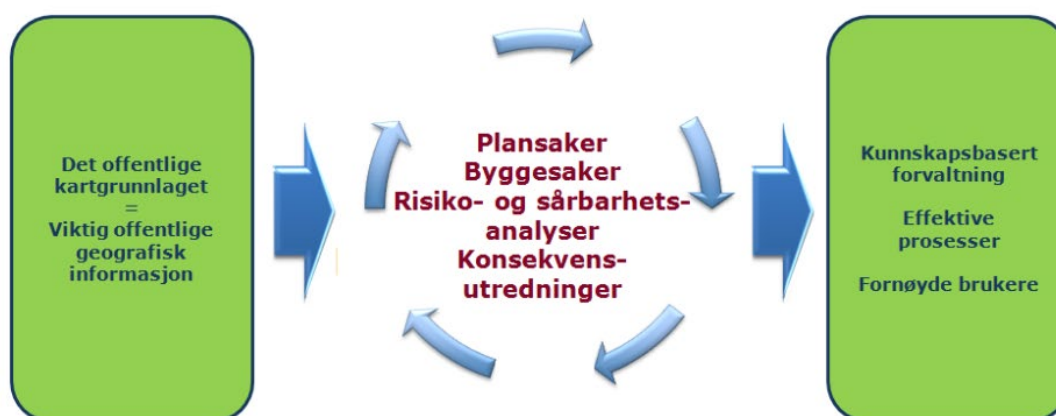 Det offentlige
kartgrunnlaget
=
Viktig offentlige
geografisk
informasjon
Plansaker
Byggesaker
Risiko- og sårbarhets-
analyser
Konsekvens-
utredninger
Kunnskapsbasert
forvaltning
Effektive
prosesser
Fornøyde brukere